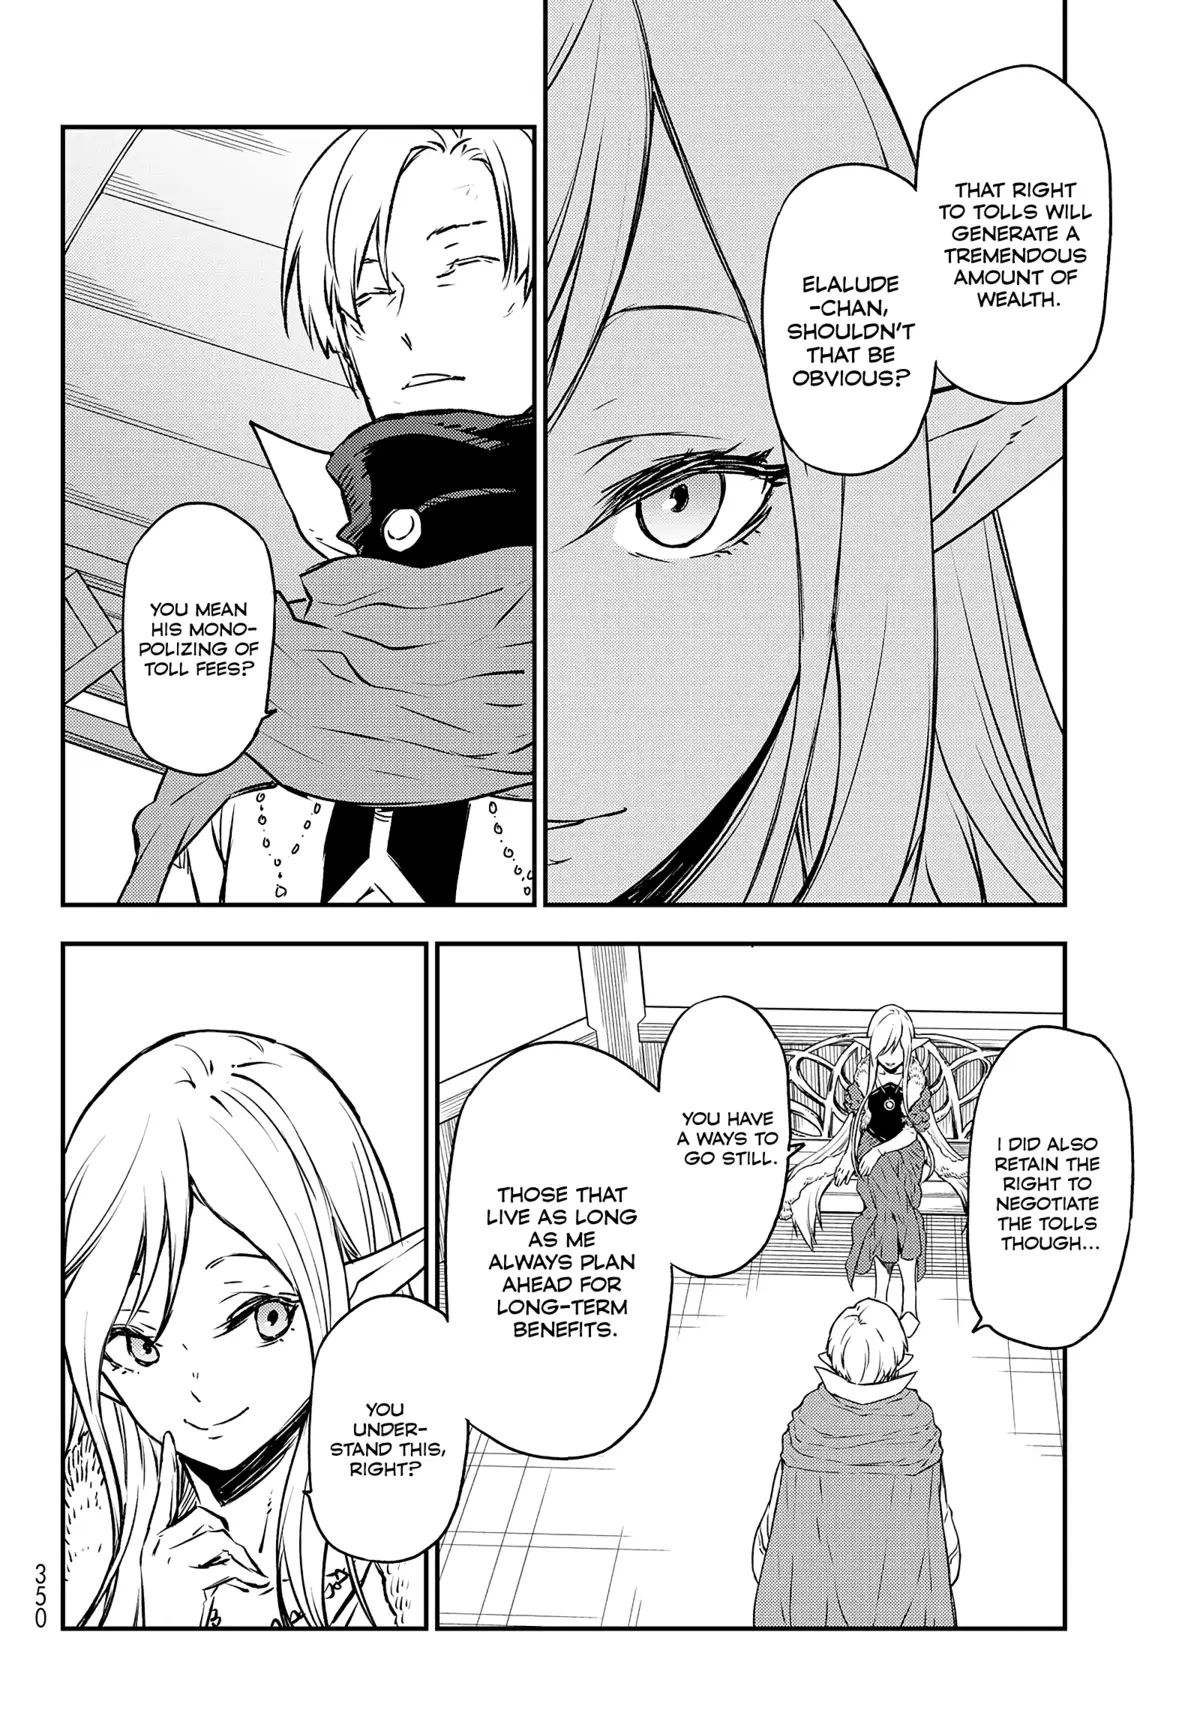 ELALUDE
-CHAN,
SHOULDN'T
THAT BE
OBVIOUS?
THAT RIGHT
TO TOLLS WILL
GENERATE A
TREMENDOUS
AMOUNT OF
WEALTH.
YOU MEAN
HIS MONO-
POLIZING OF
TOLL FEES?
I DID ALSO
RETAIN THE
RIGHT TO
NEGOTIATE
THE TOLLS
THOUGH...
YOU HAVE
A WAYS TO
GO STILL.
THOSE THAT
LIVE AS LONG
AS ME
ALWAYS PLAN
AHEAD FOR
LONG-TERM
BENEFITS.
YOU
UNDER-
STAND THIS,
RIGHT?
350